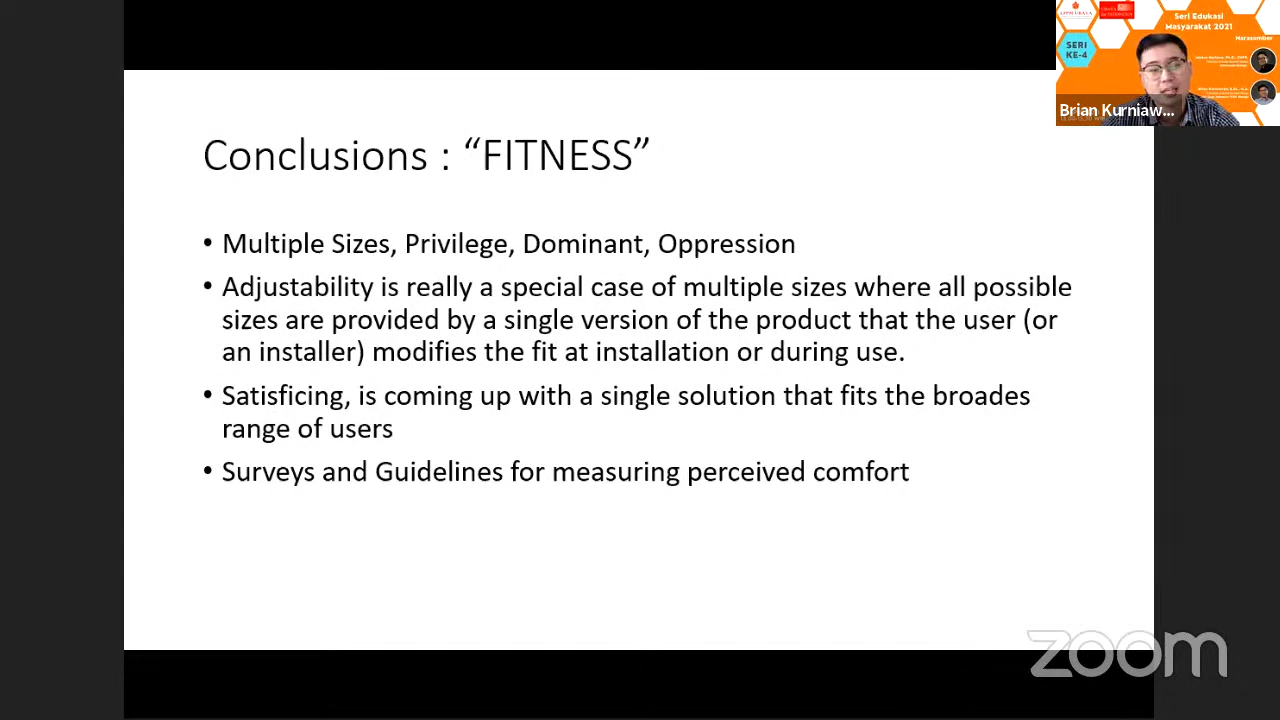 Conclusions : “FITNESS”
• Multiple Sizes, Privilege, Dominant, Oppression
• Adjustability is really a special case of multiple sizes where all possible
sizes are provided by a single version of the product that the user (or
an installer) modifies the fit at installation or during use.
• Satisficing, is coming up with a single solution that fits the broades
range of users
• Surveys and Guidelines for measuring perceived comfort
Seri Edukasi
Masyarakat 2021
Narasumber
SERI
KE-4
Brian Kurniaw...
zoom